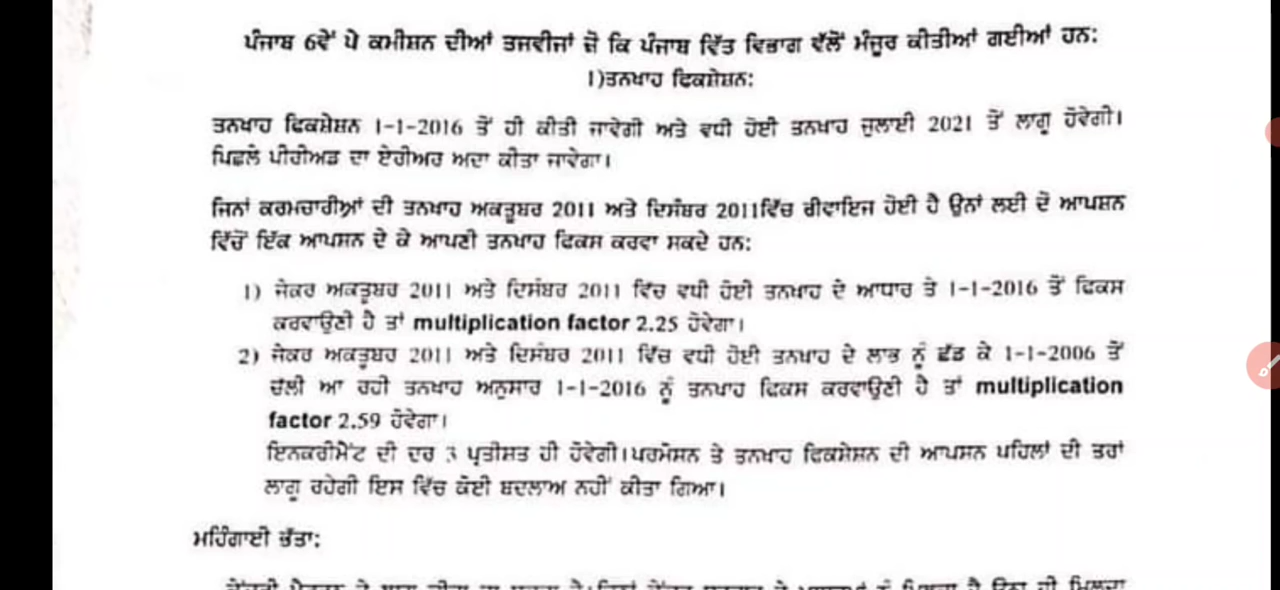 ਪੰਜਾਬ 6ਵੇਂ ਪੇ ਕਮੀਸ਼ਨ ਦੀਆਂ ਤਜਵੀਜਾਂ ਜੋ ਕਿ ਪੰਜਾਬ ਵਿੱਤ ਵਿਭਾਗ ਵੱਲੋਂ ਮੰਜੂਰ ਕੀਤੀਆਂ ਗਈਆਂ ਹਨ:
1)ਤਨਖਾਹ ਫਿਕਸੇਸ਼ਨ:
ਤਨਖਾਹ ਫਿਕਸੇਸ਼ਨ 1-1-2016 ਤੋਂ ਹੀ ਕੀਤੀ ਜਾਵੇਗੀ ਅਤੇ ਵਧੀ ਹੋਈ ਤਨਖਾਹ ਜੁਲਾਈ 2021 ਤੋਂ ਲਾਗੂ ਹੋਵੇਗੀ।
ਪਿਛਲੇ ਪੀਰੀਅਡ ਦਾ ਏਰੀਅਰ ਅਦਾ ਕੀਤਾ ਜਾਵੇਗਾ।
ਜਿਨਾਂ ਕਰਮਚਾਰੀਆਂ ਦੀ ਤਨਖਾਹ ਅਕਤੂਬਰ 2011 ਅਤੇ ਦਿਸੰਬਰ 2011ਵਿੱਚ ਰੀਵਾਇਜ ਹੋਈ ਹੈ ਉਨਾਂ ਲਈ ਦੋ ਆਪਸ਼ਨ
ਵਿੱਚੋਂ ਇੱਕ ਆਪਸ਼ਨ ਦੇ ਕੇ ਆਪਣੀ ਤਨਖਾਹ ਫਿਕਸ ਕਰਵਾ ਸਕਦੇ ਹਨ:
1) ਜੇਕਰ ਅਕਤੂਬਰ 2011 ਅਤੇ ਦਿਸੰਬਰ 2011 ਵਿੱਚ ਵਧੀ ਹੋਈ ਤਨਖਾਹ ਦੇ ਆਧਾਰ ਤੇ 1-1-2016 ਤੋਂ ਫਿਕਸ
ਕਰਵਾਉਣੀ ਹੈ ਤਾਂ multiplication factor 2.25 ਹੋਵੇਗਾ।
2) ਜੇਕਰ ਅਕਤੂਬਰ 2011 ਅਤੇ ਦਿਸੰਬਰ 2011 ਵਿੱਚ ਵਧੀ ਹੋਈ ਤਨਖਾਹ ਦੇ ਲਾਭ ਨੂੰ ਛੱਡ ਕੇ 1-1-2006 ਤੋਂ
ਚੱਲੀ ਆ ਰਹੀ ਤਨਖਾਹ ਅਨੁਸਾਰ 1-1-2016 ਨੂੰ ਤਨਖਾਹ ਫਿਕਸ ਕਰਵਾਉਣੀ ਹੈ ਤਾਂ multiplication
factor 2.59 ਹੋਵੇਗਾ।
ਇਨਕਰੀਮੈਂਟ ਦੀ ਦਰ 3 ਪ੍ਰਤੀਸਤ ਹੀ ਹੋਵੇਗੀ।ਪਰਮੋਸਨ ਤੇ ਤਨਖਾਹ ਫਿਕਸੇਸ਼ਨ ਦੀ ਆਪਸਨ ਪਹਿਲਾਂ ਦੀ ਤਰਾਂ
ਲਾਗੂ ਰਹੇਗੀ ਇਸ ਵਿੱਚ ਕੋਈ ਬਦਲਾਅ ਨਹੀਂ ਕੀਤਾ ਗਿਆ।
ਮਹਿੰਗਾਈ ਭੱਤਾ: